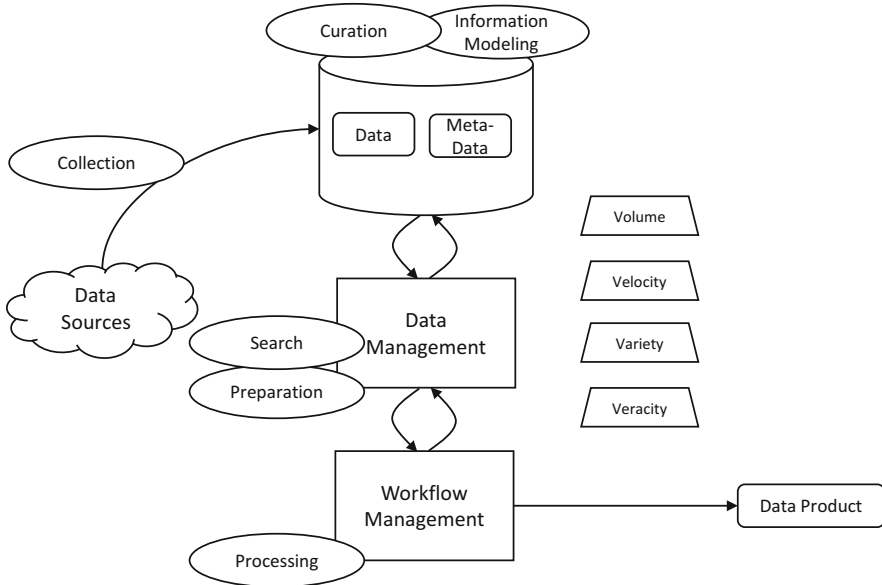 Curation
Information
Modeling
Data
Meta-
Data
Collection
Volume
Data
Sources
Velocity
Data
Management
Search
Variety
Preparation
Veracity
Workflow
Management
Data Product
Processing